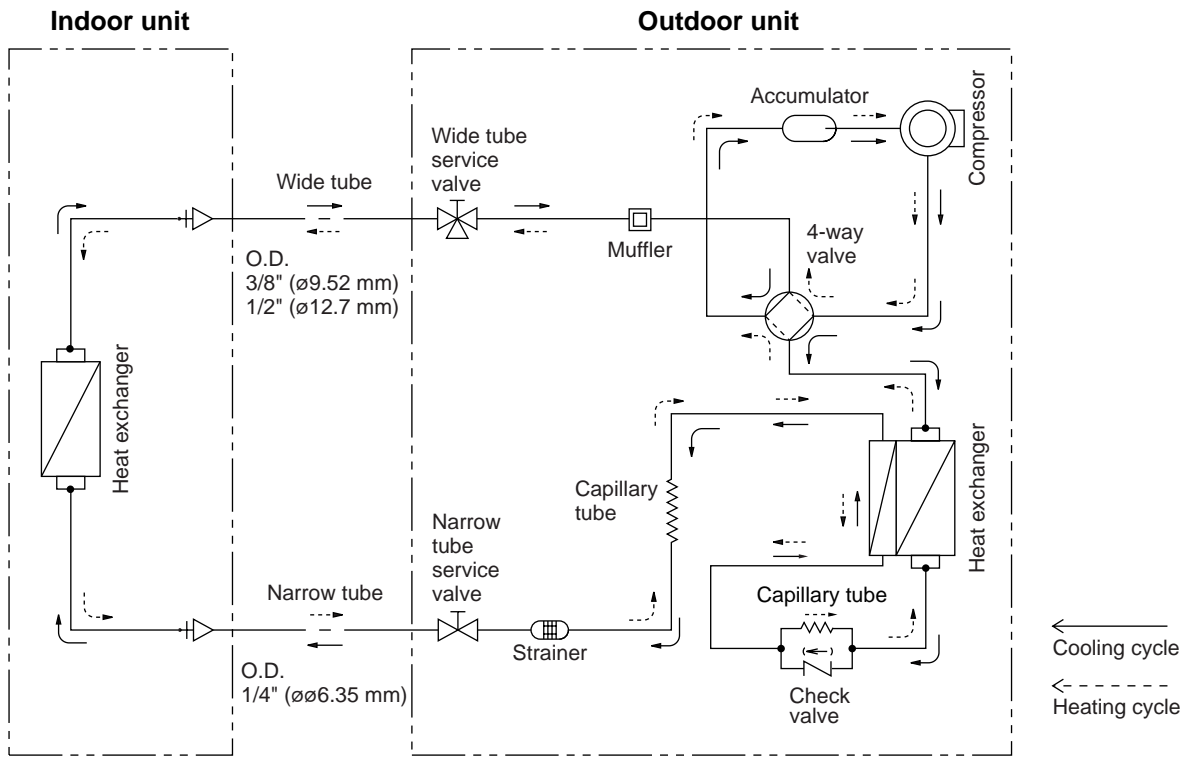 Indoor unit
Outdoor unit
Accumulator
Compressor
Wide tube
service
valve
Wide tube
O.D.
3/8" (ø9.52 mm)
1/2" (ø12.7 mm)
Muffler
4-way
valve
Heat exchanger
Capillary
tube
Heat exchanger
Narrow
tube
service
valve
Narrow tube
O.D.
1/4" (øø6.35 mm)
Strainer
Capillary tube
Check
valve
Cooling cycle
Heating cycle